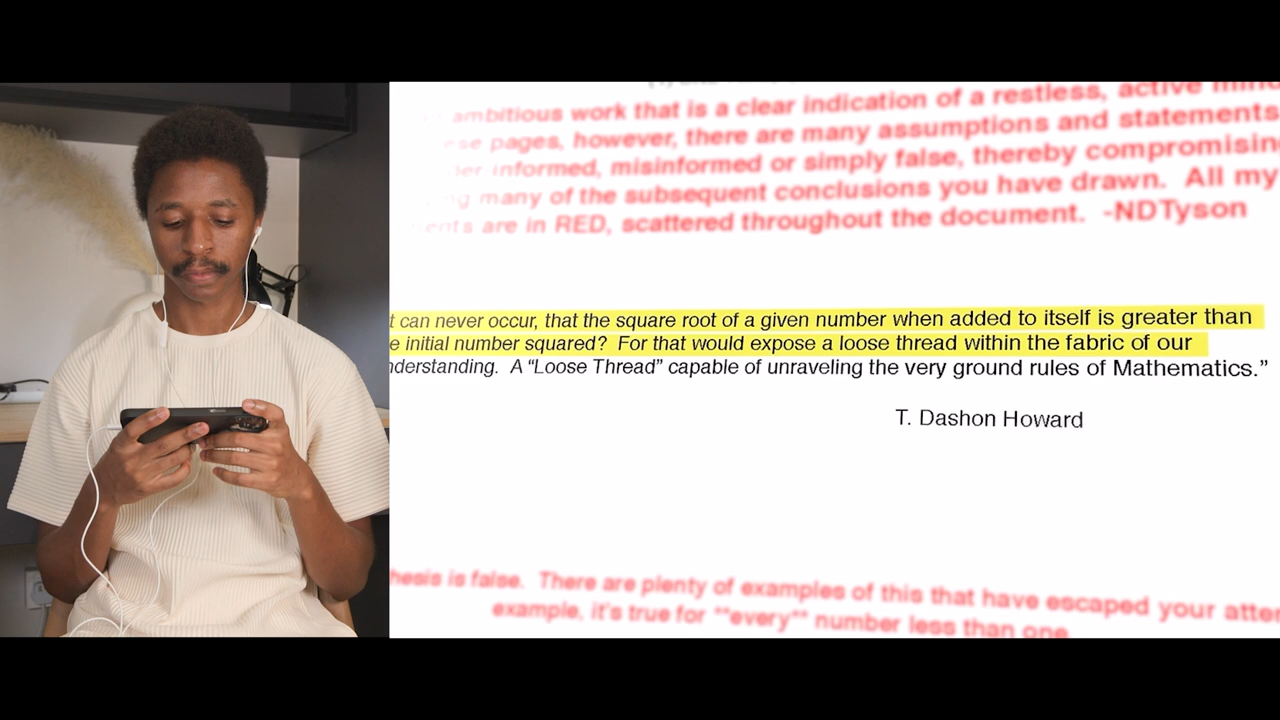 ambitious work that is a clear indication of a restless, active
pages, however, there are many assumptions and statements
informed, misinformed or simply false, thereby compromising
many of the subsequent conclusions you have drawn. All my
are in RED, scattered throughout the document. -NDTyson
can never occur, that the square root of a given number when added to itself is greater than
initial number squared? For that would expose a loose thread within the fabric of our
understanding. A “Loose Thread” capable of unraveling the very ground rules of Mathematics.”
T. Dashon Howard
is false. There are plenty of examples of this that have escaped your
example, it's true for **every** number less than one